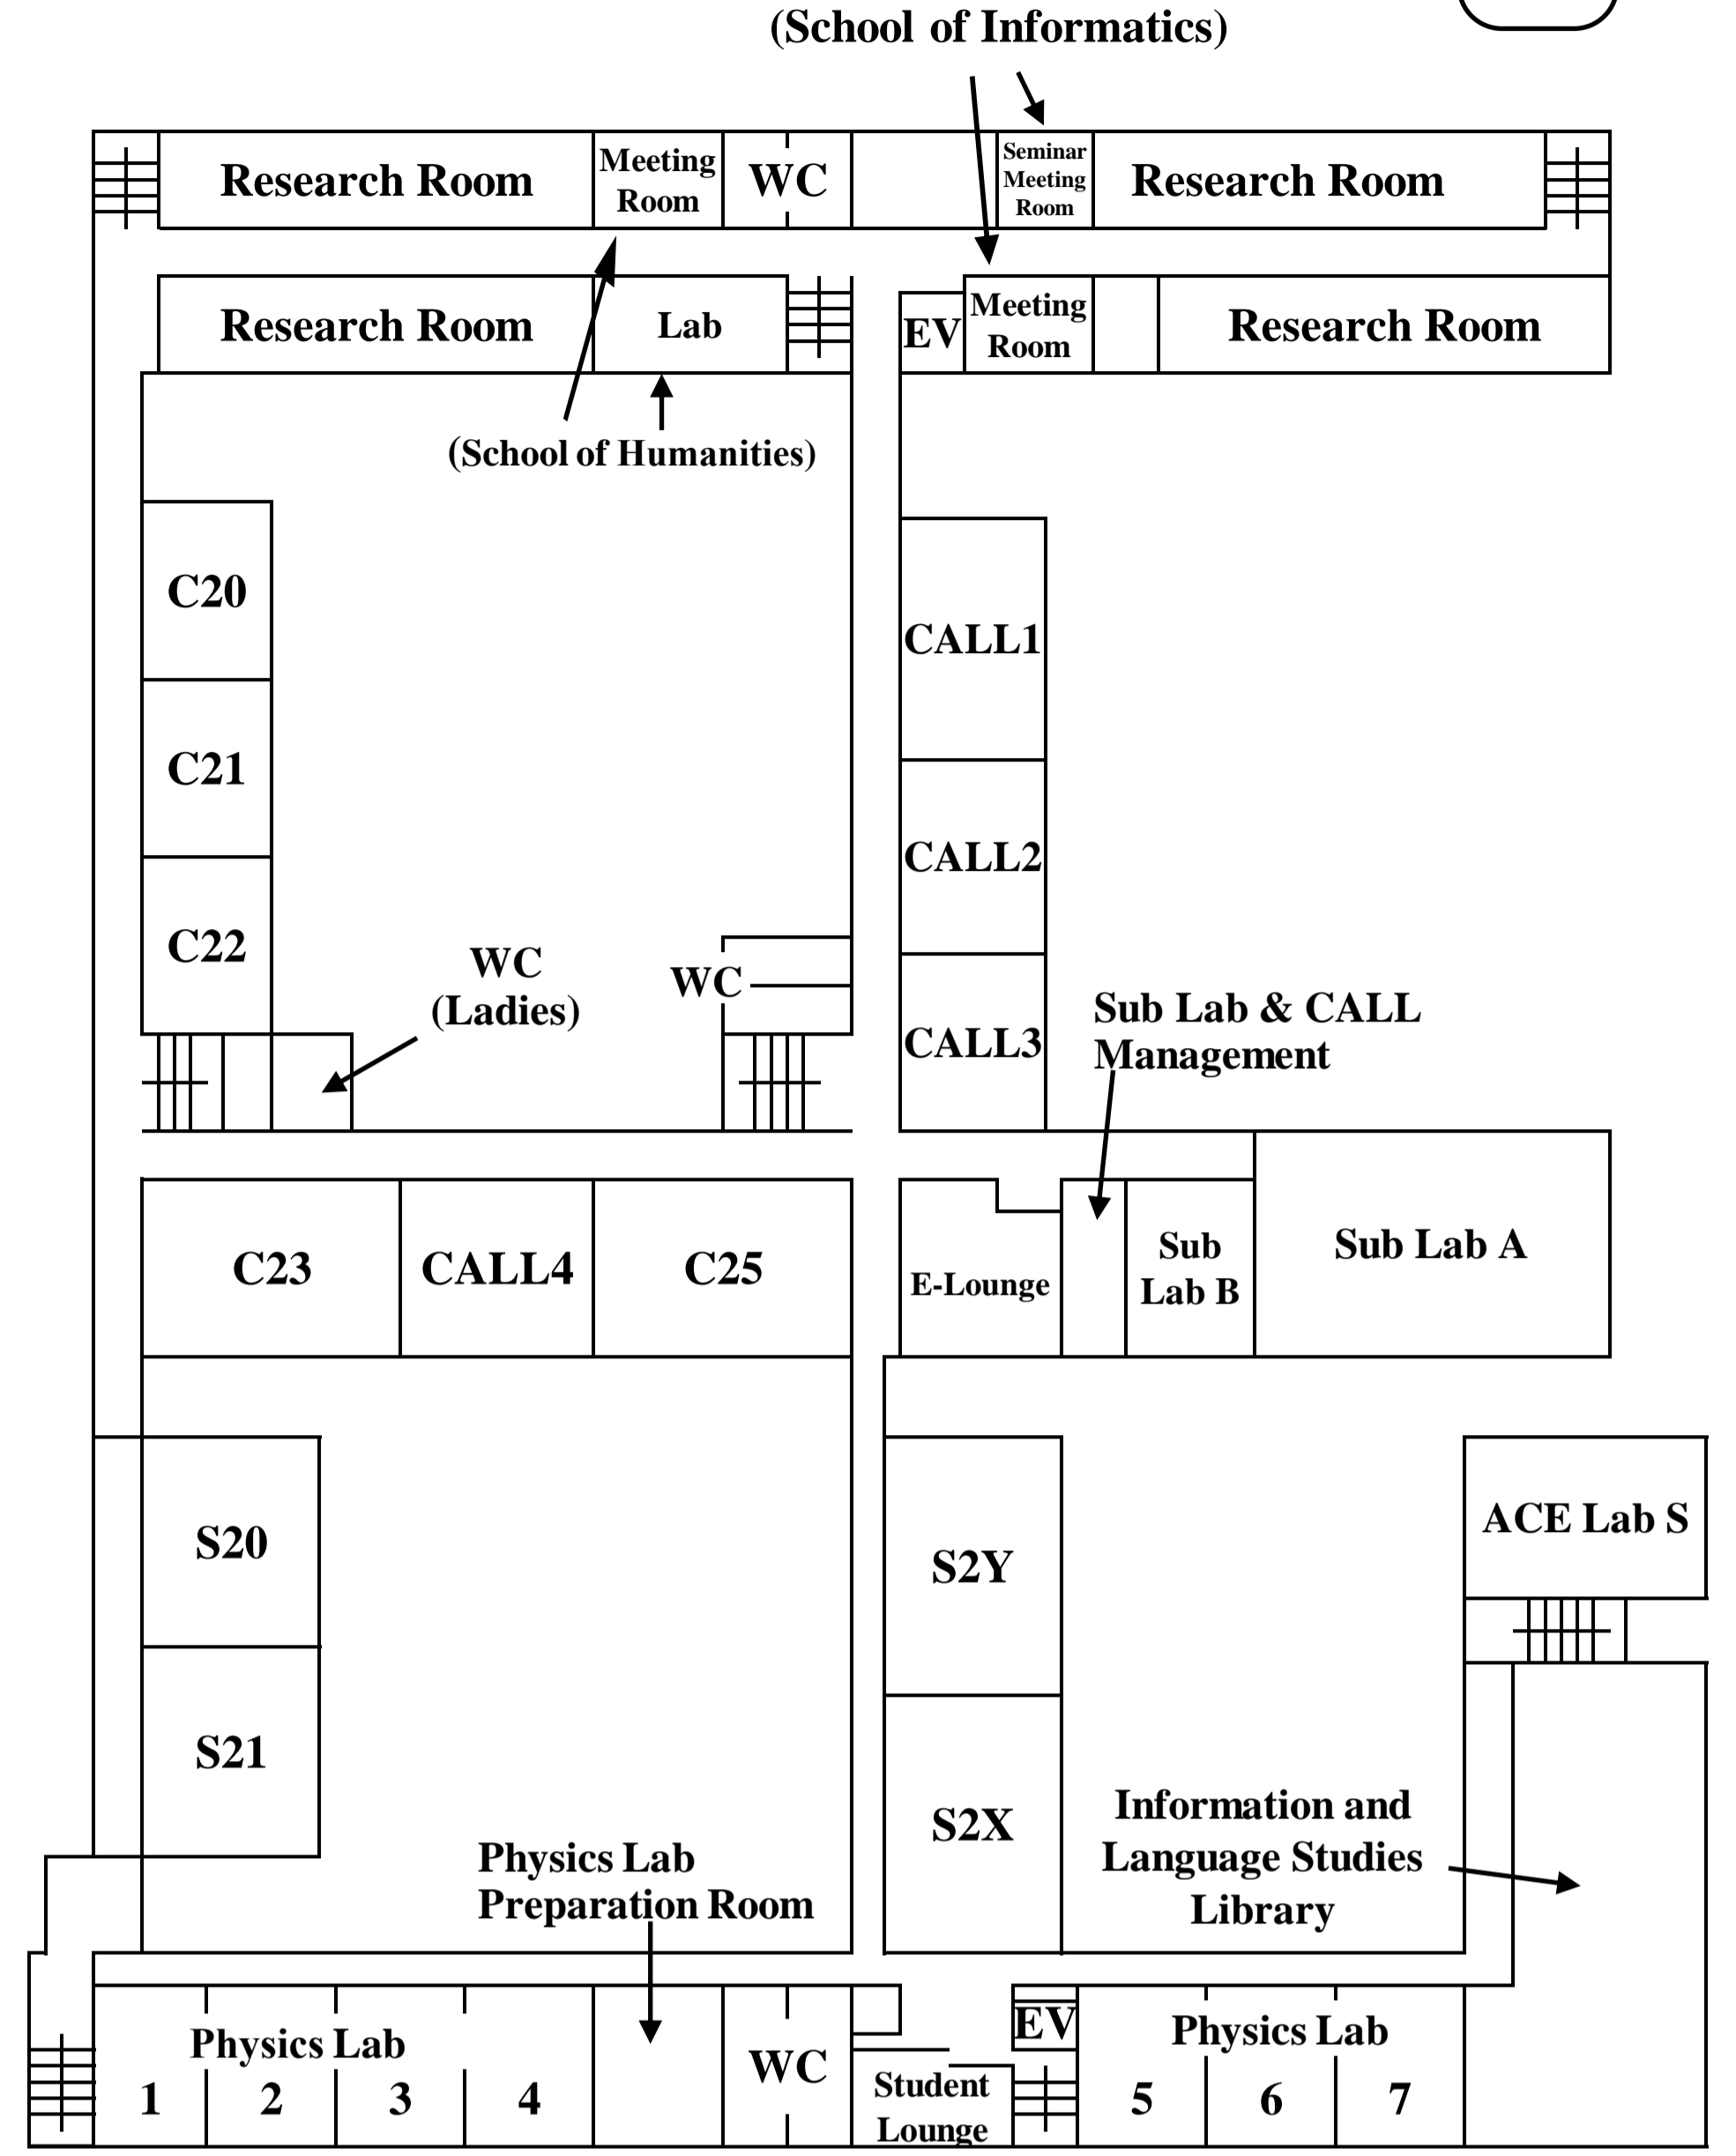 (School of Informatics)
Research Room
Meeting
Room
WC
Seminar
Meeting
Room
Research Room
Research Room
Lab
EV
Meeting
Room
Research Room
(School of Humanities)
C20
CALL1
C21
CALL2
C22
WC
(Ladies)
WC
CALL3
Sub Lab & CALL
Management
C23
CALL4
C25
E-Lounge
Sub
Lab B
Sub Lab A
S20
S2Y
ACE Lab S
S21
S2X
Information and
Language Studies
Library
Physics Lab
Preparation Room
Physics Lab
1
2
3
4
WC
Student
Lounge
EV
Physics Lab
5
6
7